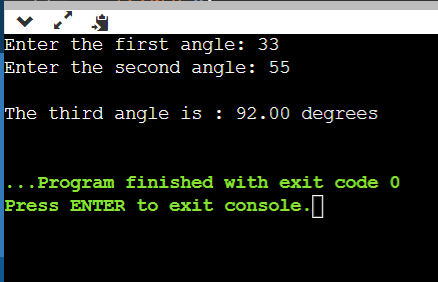 Enter the first angle: 33
Enter the second angle: 55
The third angle is : 92.00 degrees
...Program finished with exit code 0
Press ENTER to exit console.